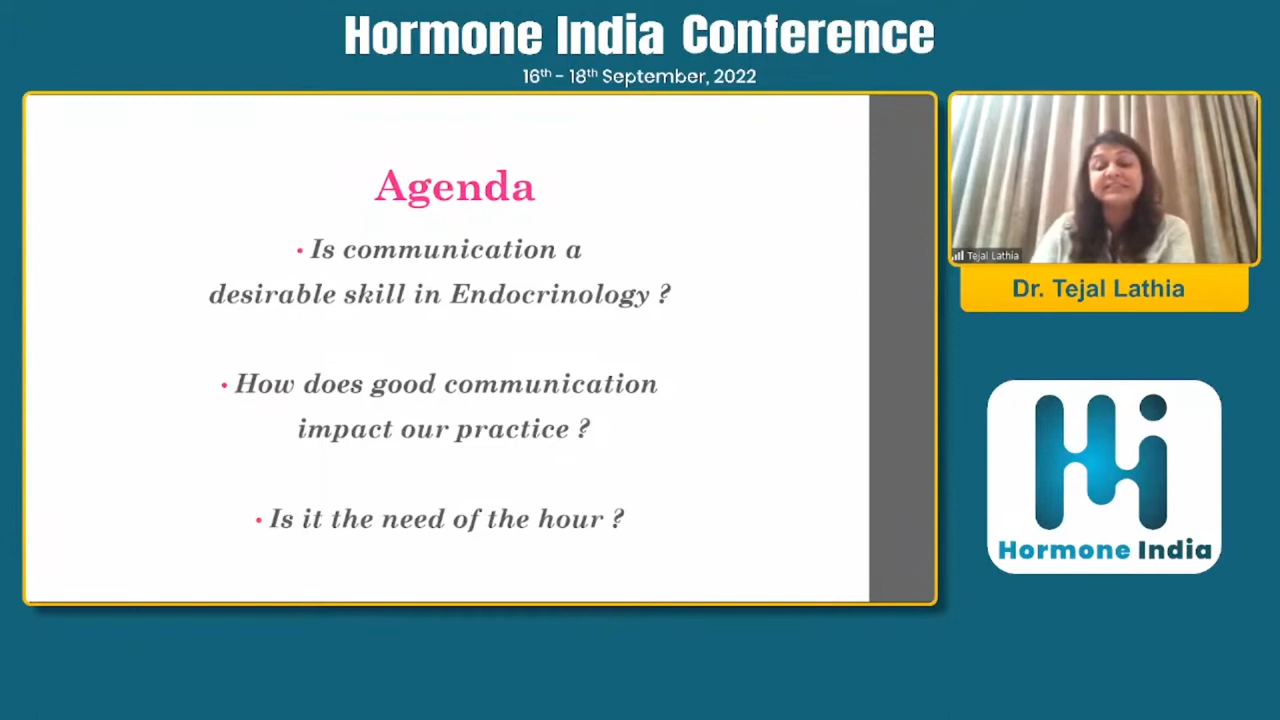 Hormone India Conference
16th - 18th September, 2022
Agenda
• Is communication a
desirable skill in Endocrinology ?
• How does good communication
impact our practice ?
• Is it the need of the hour ?
Tejal Lathia
Dr. Tejal Lathia
Hi
Hormone India